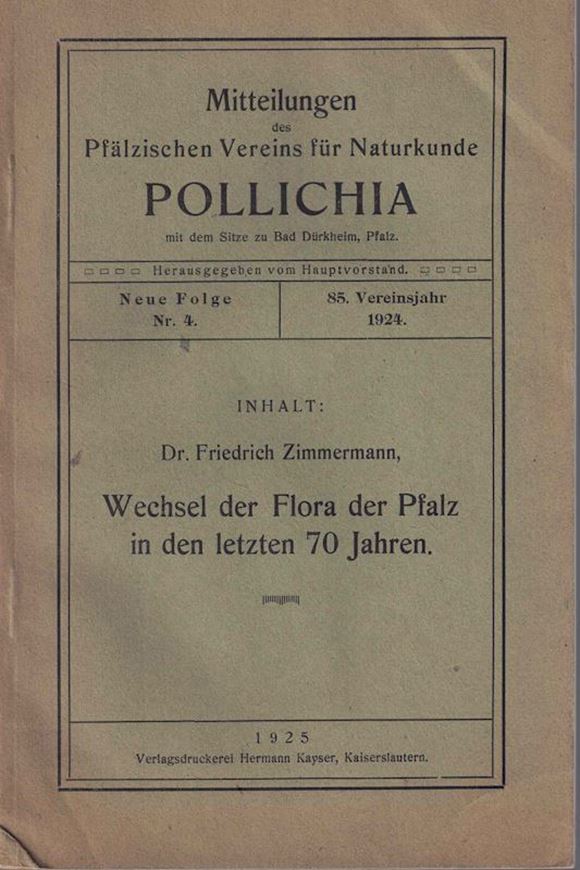 Mitteilungen
des
Pfälzischen Vereins für Naturkunde
POLLICHIA
mit dem Sitze zu Bad Dürkheim, Pfalz.
Herausgegeben vom Hauptvorstand.
Neue Folge
Nr. 4.
85. Vereinsjahr
1924.
INHALT:
Dr. Friedrich Zimmermann,
Wechsel der Flora der Pfalz
in den letzten 70 Jahren.
1925
Verlagsdruckerei Hermann Kayser, Kaiserslautern.